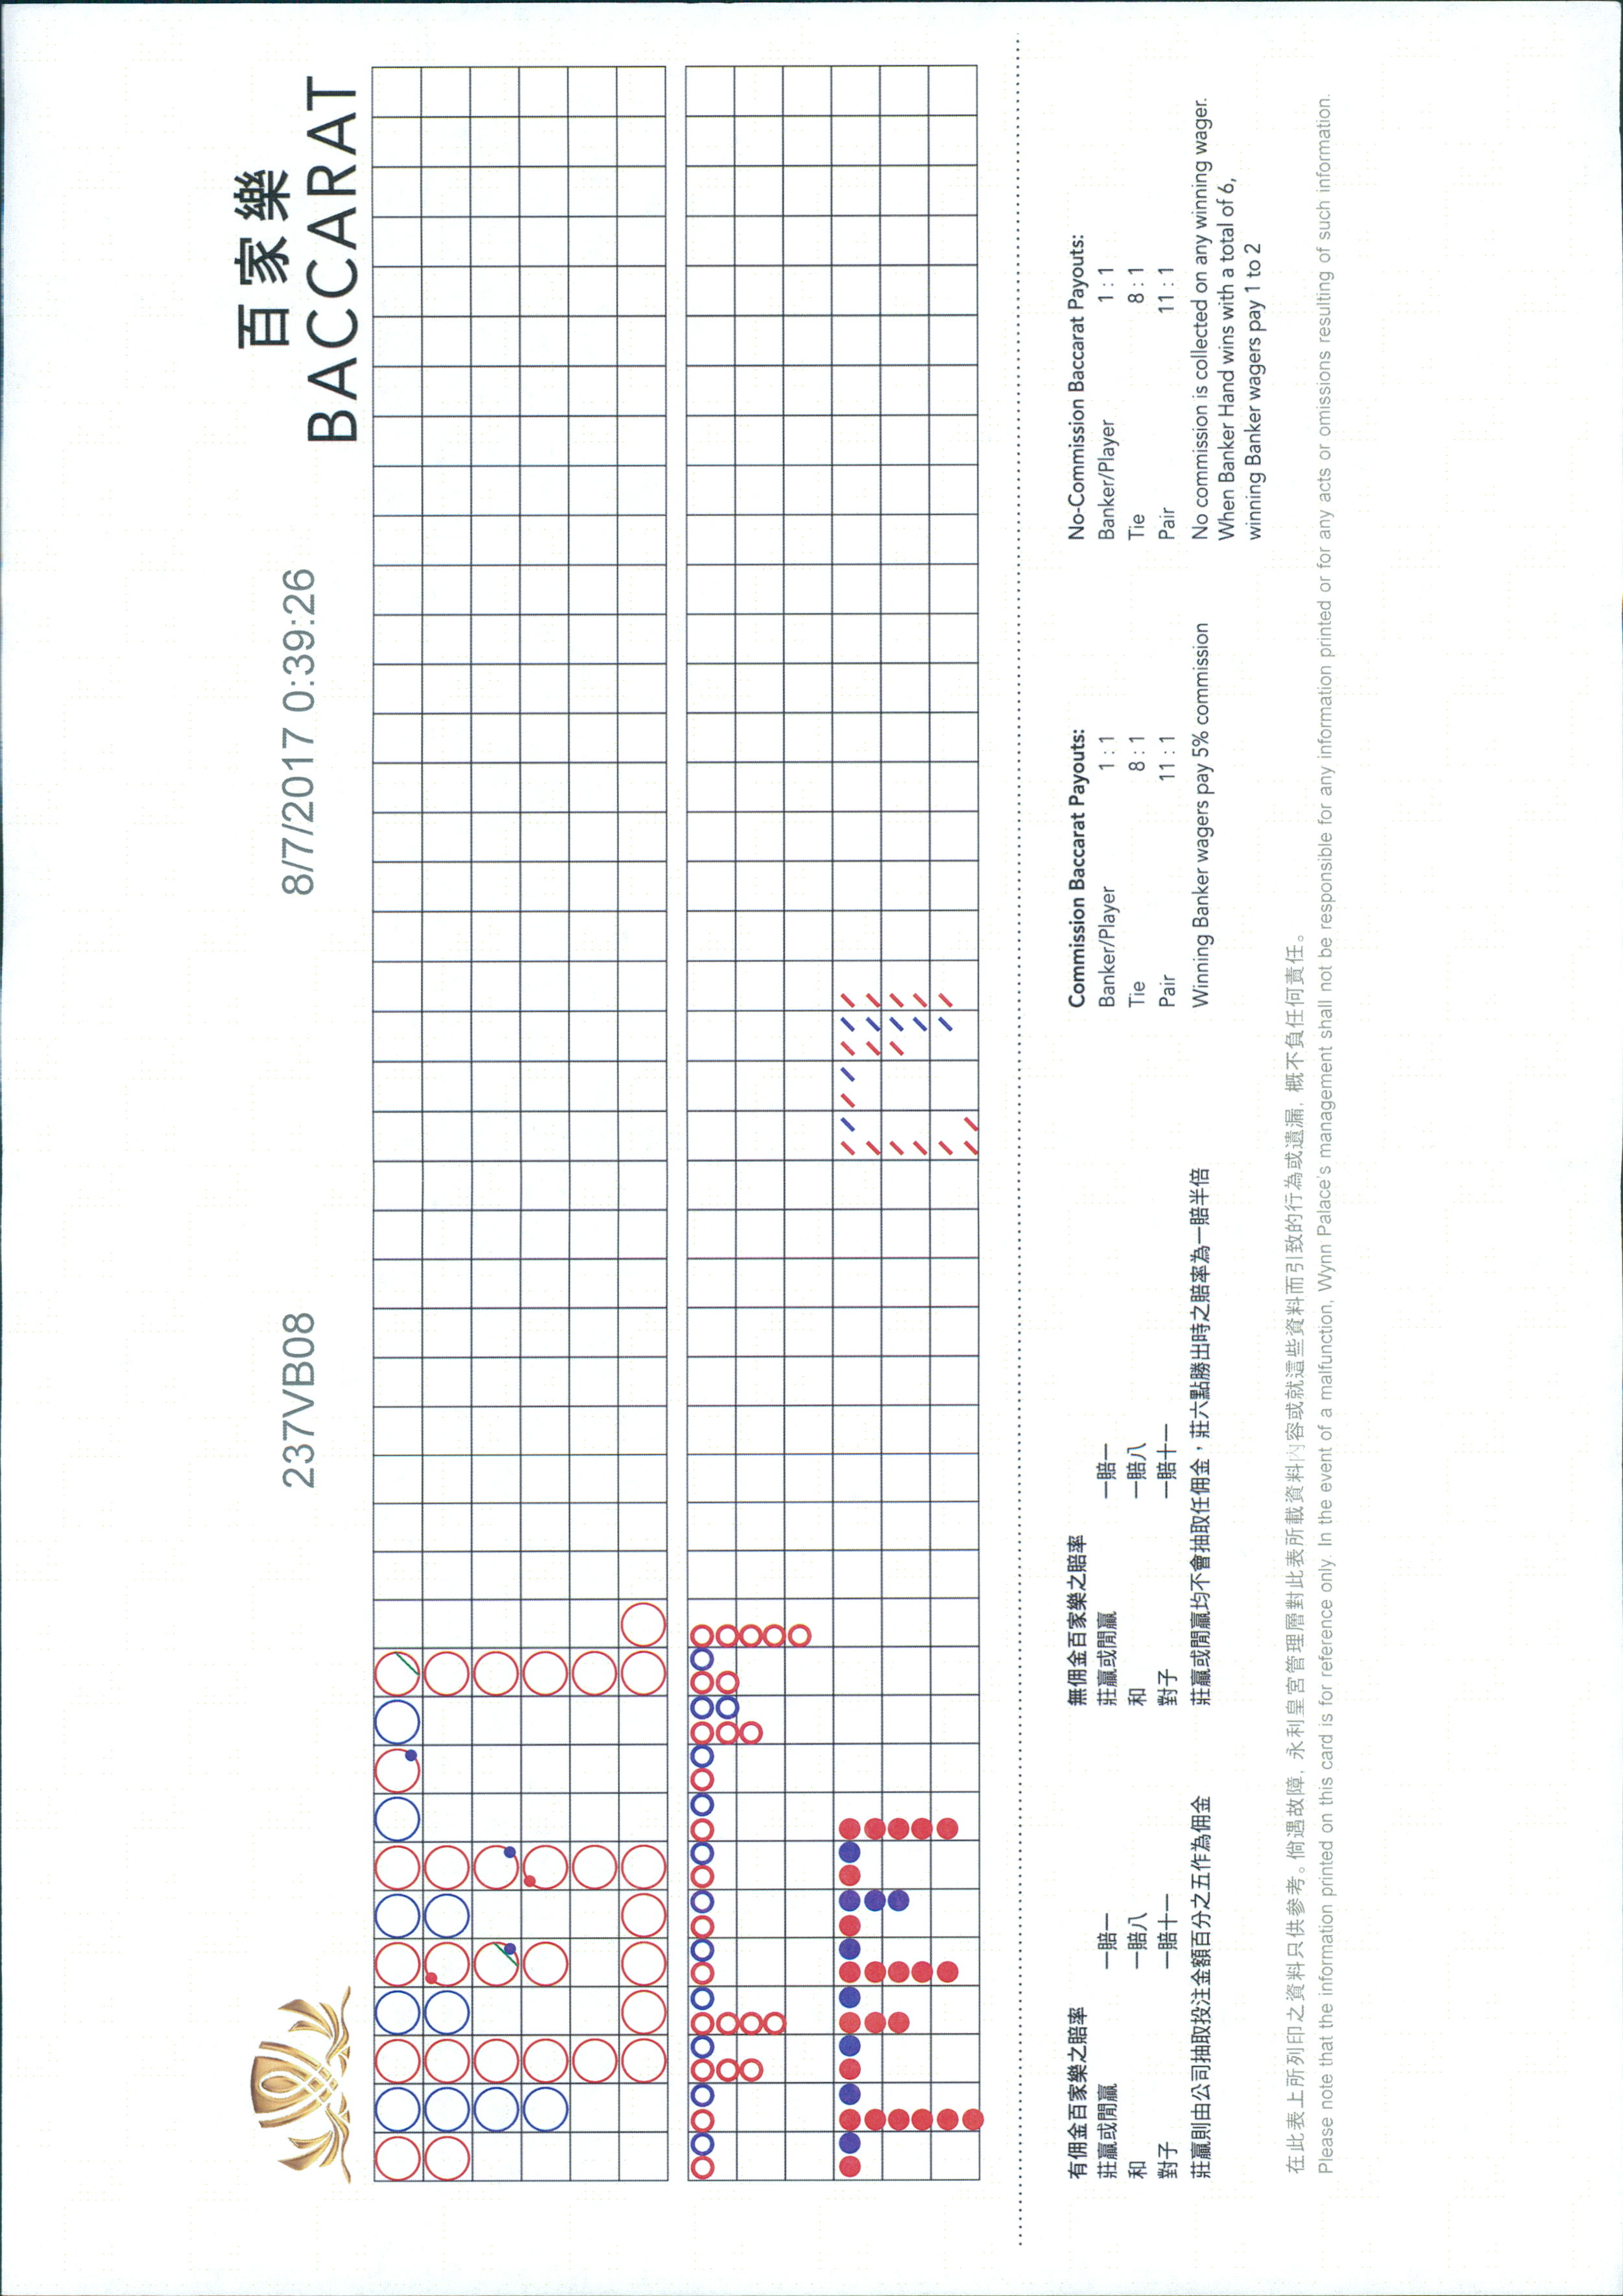 237VB08
8/7/2017 0:39:26
百家樂
BACCARAT
有佣金百家樂之賠率
莊贏或閒贏 一賠一
和 一賠八
對子 一賠十一
莊贏則由公司抽取投注金額百分之五作為佣金
無佣金百家樂之賠率
莊贏或閒贏 一賠一
和 一賠八
對子 一賠十一
莊贏或閒贏均不會抽取任佣金，莊六點勝出時之賠率為一賠半倍
Commission Baccarat Payouts:
Banker/Player 1 : 1
Tie 8 : 1
Pair 11 : 1
Winning Banker wagers pay 5% commission
No-Commission Baccarat Payouts:
Banker/Player 1 : 1
Tie 8 : 1
Pair 11 : 1
No commission is collected on any winning wager.
When Banker Hand wins with a total of 6,
winning Banker wagers pay 1 to 2
在此表上所列印之資料只供參考。倘遇故障, 永利皇宮管理層對此表所載資料內容或就這些資料而引致的行為或遺漏, 概不負任何責任。
Please note that the information printed on this card is for reference only. In the event of a malfunction, Wynn Palace's management shall not be responsible for any information printed or for any acts or omissions resulting of such information.